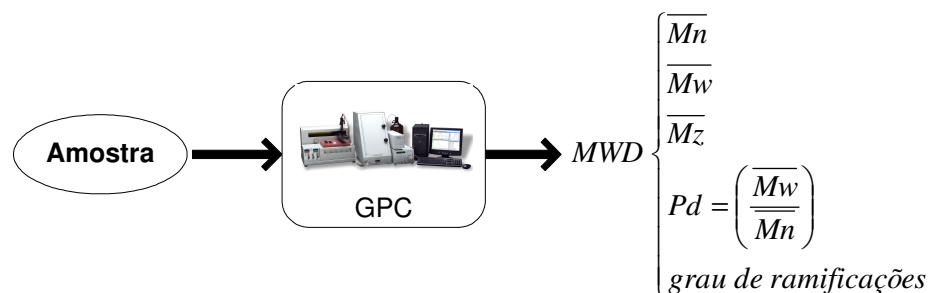 Amostra
GPC
MWD
Mn
Mw
Mz
Pd = (Mw / Mn)
grau de ramificações